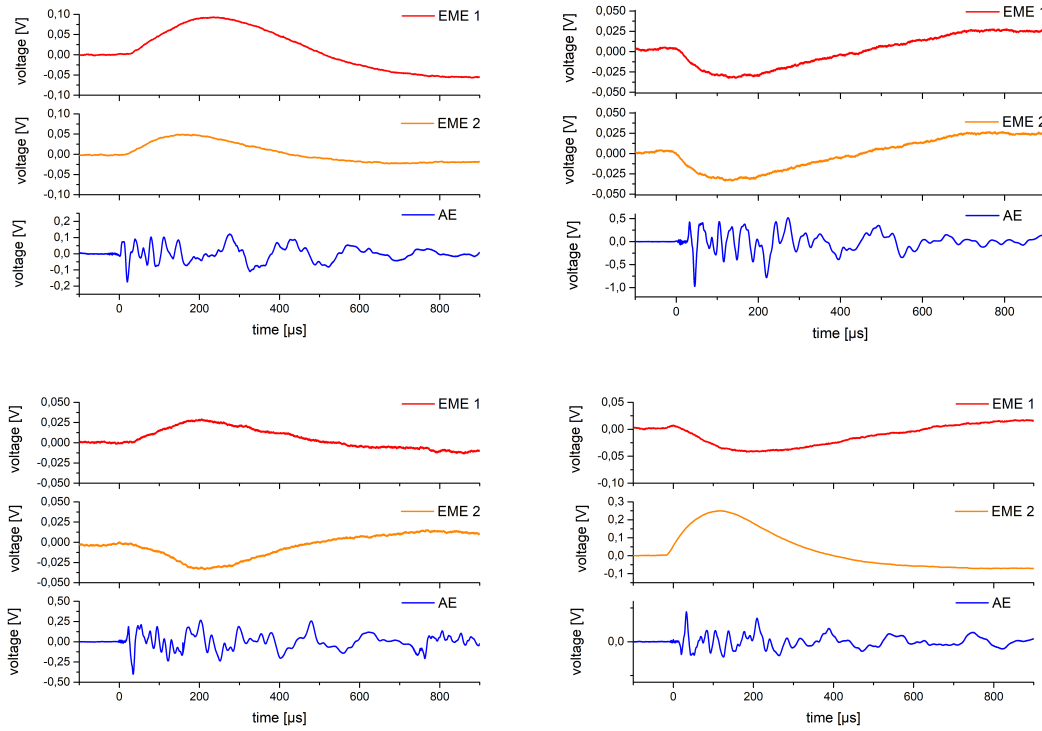 EME 1
voltage [V]
0,10
0,05
0,00
-0,05
-0,10
EME 2
voltage [V]
0,10
0,05
0,00
-0,05
-0,10
AE
voltage [V]
0,2
0,1
0,0
-0,1
-0,2
0 200 400 600 800
time [µs]
EME 1
voltage [V]
0,050
0,025
0,000
-0,025
-0,050
EME 2
voltage [V]
0,050
0,025
0,000
-0,025
-0,050
AE
voltage [V]
0,5
0,0
-0,5
-1,0
0 200 400 600 800
time [µs]
EME 1
voltage [V]
0,050
0,025
0,000
-0,025
-0,050
EME 2
voltage [V]
0,050
0,025
0,000
-0,025
-0,050
AE
voltage [V]
0,50
0,25
0,00
-0,25
-0,50
0 200 400 600 800
time [µs]
EME 1
voltage [V]
0,05
0,00
-0,05
-0,10
EME 2
voltage [V]
0,3
0,2
0,1
0,0
-0,1
AE
voltage [V]
0,0
0 200 400 600 800
time [µs]